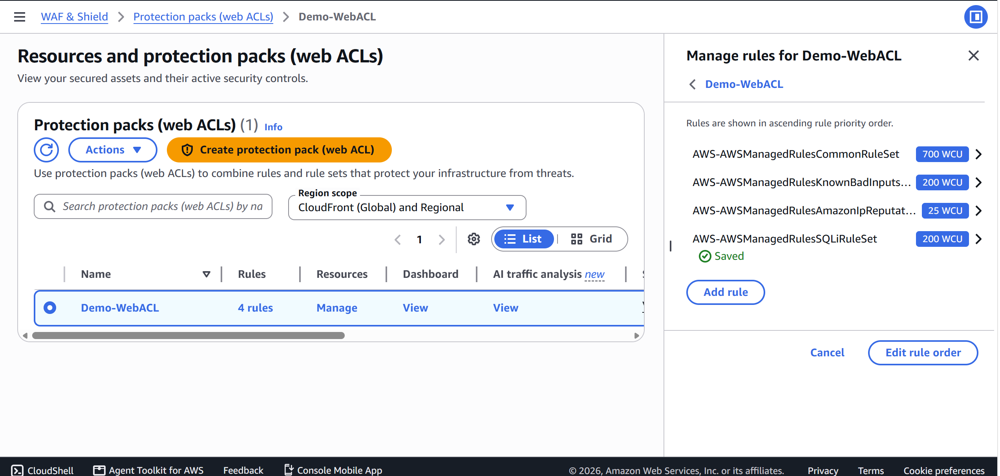 WAF & Shield > Protection packs (web ACLs) > Demo-WebACL
Resources and protection packs (web ACLs)
View your secured assets and their active security controls.
Protection packs (web ACLs) (1) Info
Actions
Create protection pack (web ACL)
Use protection packs (web ACLs) to combine rules and rule sets that protect your infrastructure from threats.
Search protection packs (web ACLs) by na
Region scope
CloudFront (Global) and Regional
1
List
Grid
Name Rules Resources Dashboard AI traffic analysis new
Demo-WebACL 4 rules Manage View View
Manage rules for Demo-WebACL
Demo-WebACL
Rules are shown in ascending rule priority order.
AWS-AWSManagedRulesCommonRuleSet 700 WCU
AWS-AWSManagedRulesKnownBadInputs... 200 WCU
AWS-AWSManagedRulesAmazonIpReputat... 25 WCU
AWS-AWSManagedRulesSQLiRuleSet 200 WCU
Saved
Add rule
Cancel
Edit rule order
CloudShell Agent Toolkit for AWS Feedback Console Mobile App © 2026, Amazon Web Services, Inc. or its affiliates. Privacy Terms Cookie preferences